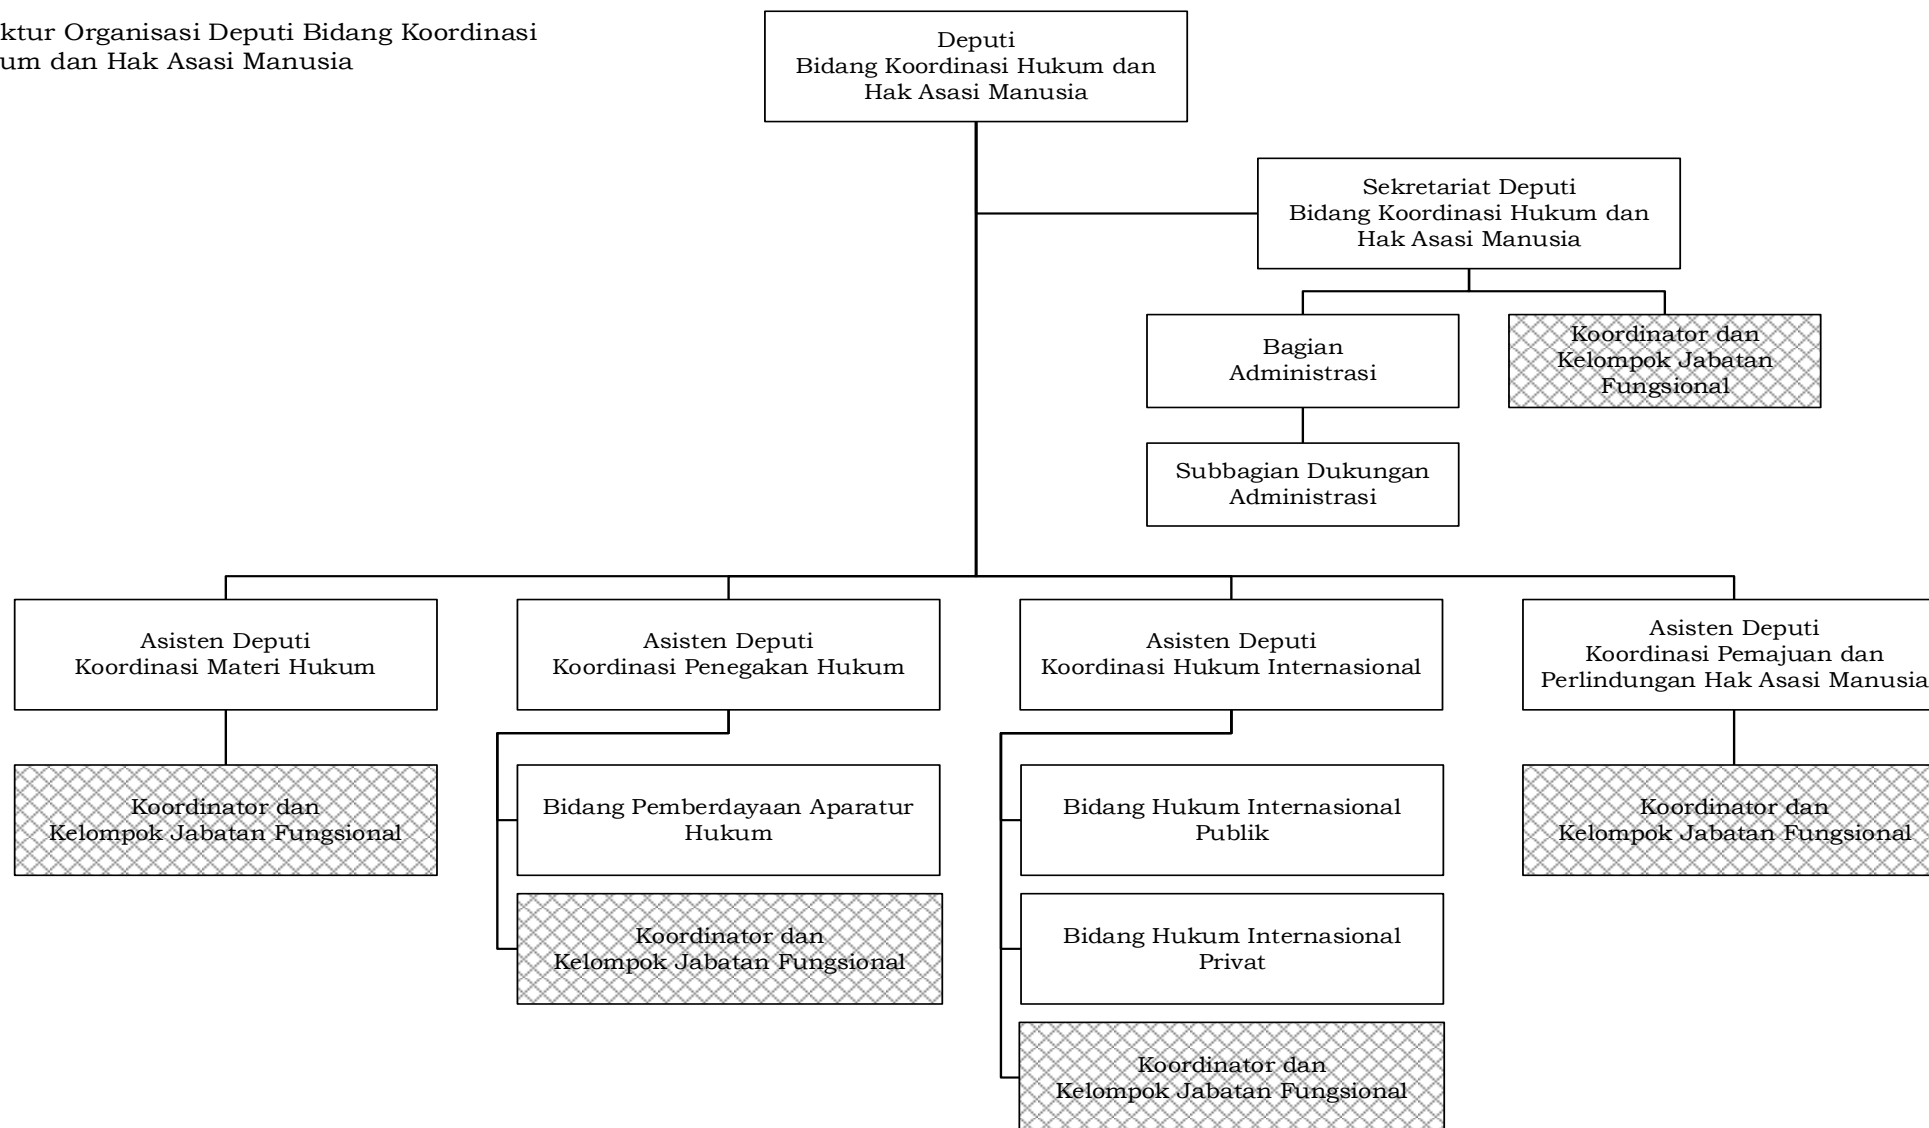 ktur Organisasi Deputi Bidang Koordinasi
um dan Hak Asasi Manusia
Deputi
Bidang Koordinasi Hukum dan
Hak Asasi Manusia
Sekretariat Deputi
Bidang Koordinasi Hukum dan
Hak Asasi Manusia
Bagian
Administrasi
Koordinator dan
Kelompok Jabatan
Fungsional
Subbagian Dukungan
Administrasi
Asisten Deputi
Koordinasi Materi Hukum
Asisten Deputi
Koordinasi Penegakan Hukum
Asisten Deputi
Koordinasi Hukum Internasional
Asisten Deputi
Koordinasi Pemajuan dan
Perlindungan Hak Asasi Manusia
Koordinator dan
Kelompok Jabatan Fungsional
Bidang Pemberdayaan Aparatur
Hukum
Bidang Hukum Internasional
Publik
Koordinator dan
Kelompok Jabatan Fungsional
Koordinator dan
Kelompok Jabatan Fungsional
Bidang Hukum Internasional
Privat
Koordinator dan
Kelompok Jabatan Fungsional